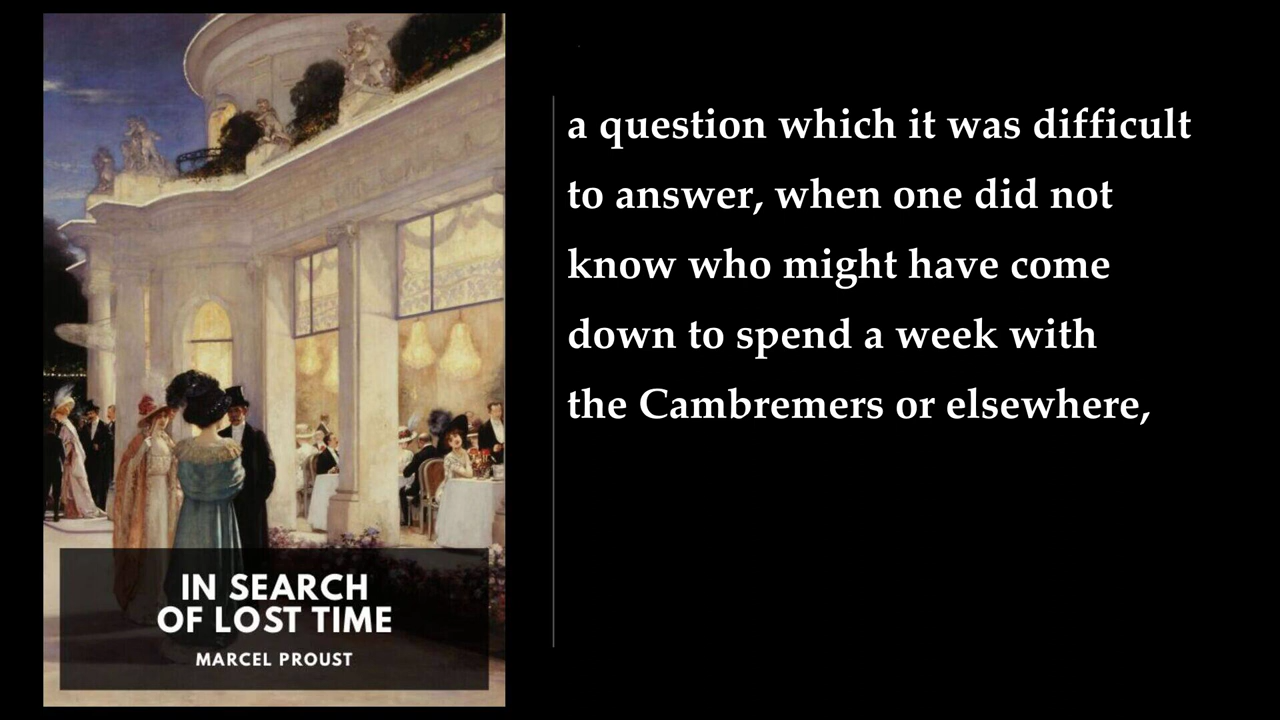 a question which it was difficult
to answer, when one did not
know who might have come
down to spend a week with
the Cambremers or elsewhere,
IN SEARCH
OF LOST TIME
MARCEL PROUST